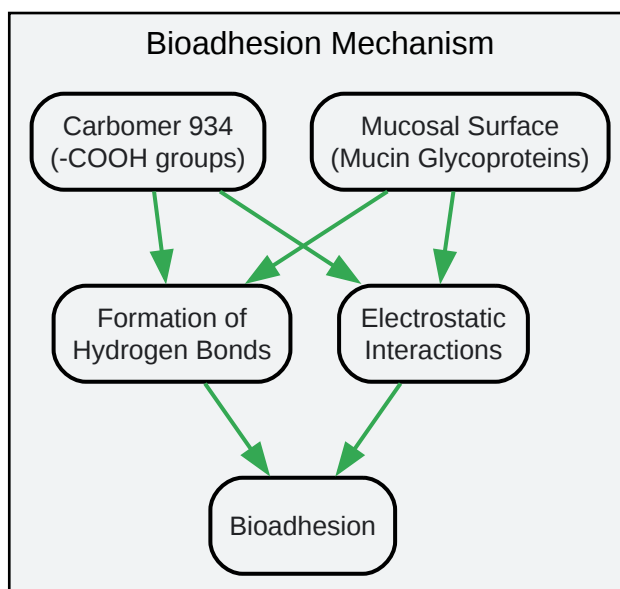 Bioadhesion Mechanism
Carbomer 934
(-COOH groups)
Mucosal Surface
(Mucin Glycoproteins)
Formation of
Hydrogen Bonds
Electrostatic
Interactions
Bioadhesion